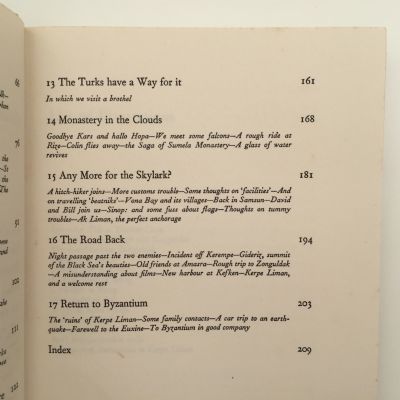 66
76
91
the
104
111
122
13 The Turks have a Way for it 161
In which we visit a brothel
14 Monastery in the Clouds 168
Goodbye Kars and hallo Hopa—We meet some falcons—A rough ride at
Rize—Colin flies away—the Saga of Sumela Monastery—A glass of water
revives
15 Any More for the Skylark? 181
A hitch-hiker joins—More customs trouble—Some thoughts on 'facilities'—And
on travelling 'beatniks'—Vona Bay and its villages—Back in Samsun—David
and Bill join us—Sinop: and some fuss about flags—Thoughts on tummy
troubles—Ak Liman, the perfect anchorage
16 The Road Back 194
Night passage past the two enemies—Incident off Kerempe—Gideriz, summit
of the Black Sea's beauties—Old friends at Amasra—Rough trip to Zonguldak
—A misunderstanding about films—New harbour at Kefken—Kerpe Liman,
and a welcome rest
17 Return to Byzantium 203
The 'ruins' of Kerpe Liman—Some family contacts—A car trip to an earth-
quake—Farewell to the Euxine—To Byzantium in good company
Index 209